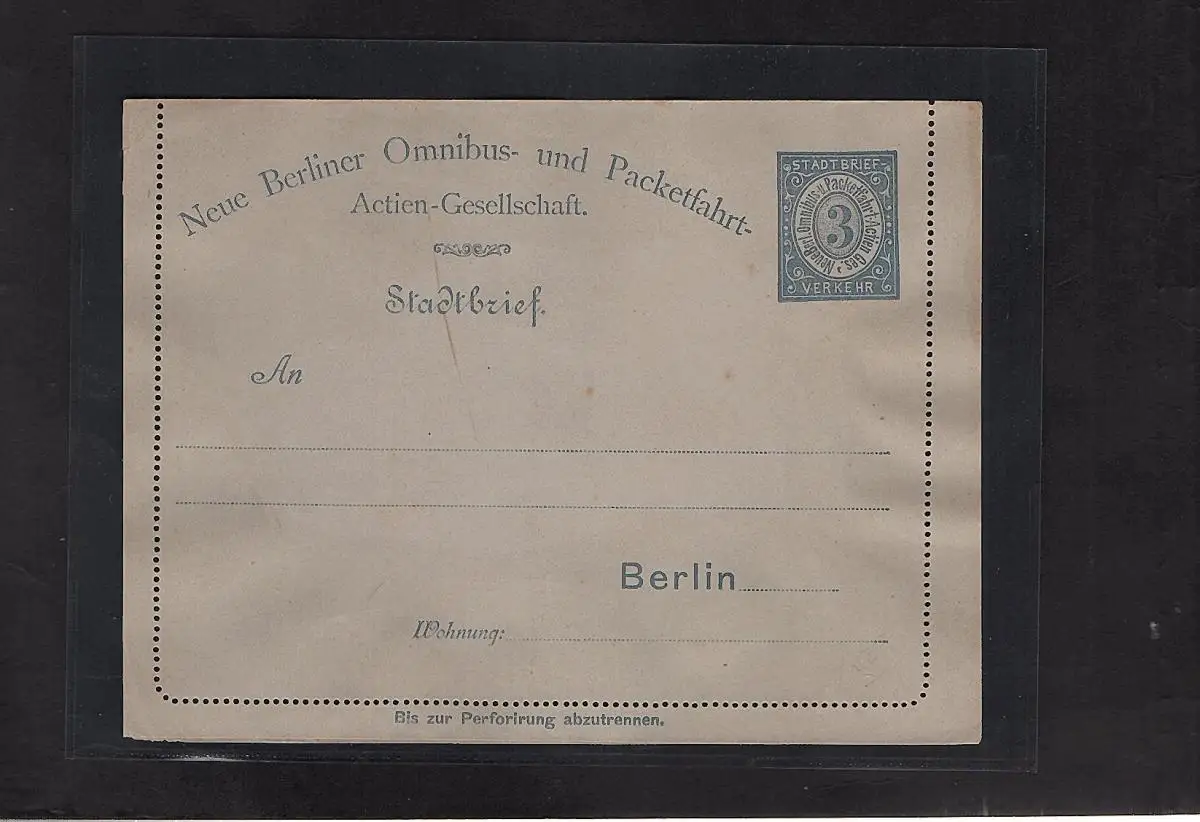 Neue Berliner Omnibus- und Packetfahrt-
Actien-Gesellschaft.
STADTBRIEF-
Neue Berl. Omnibus u. Packetfahrt-Actien Ges.
3
VERKEHR
Stadtbrief.
An
Berlin
Wohnung:
Bis zur Perforirung abzutrennen.